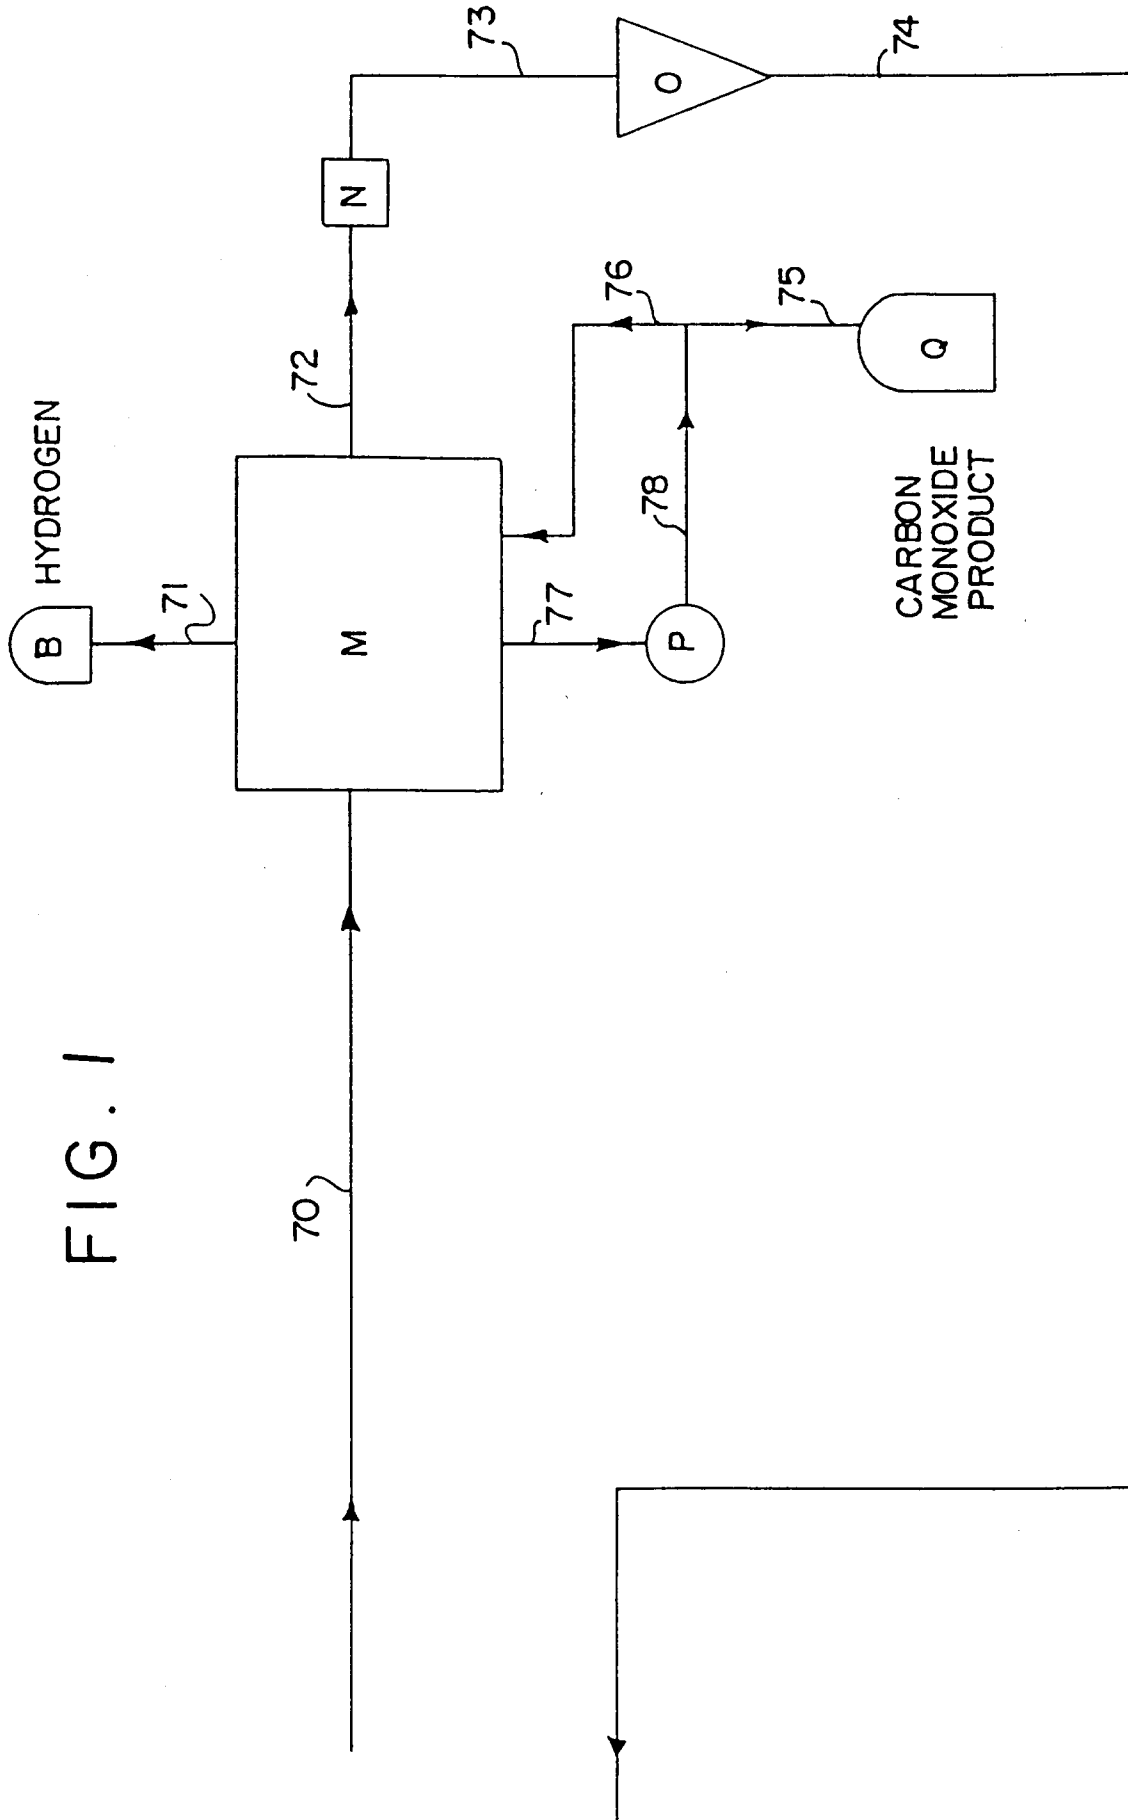 FIG. 1
HYDROGEN
B
71
70
M
72
N
73
O
74
77
P
78
76
75
Q
CARBON
MONOXIDE
PRODUCT